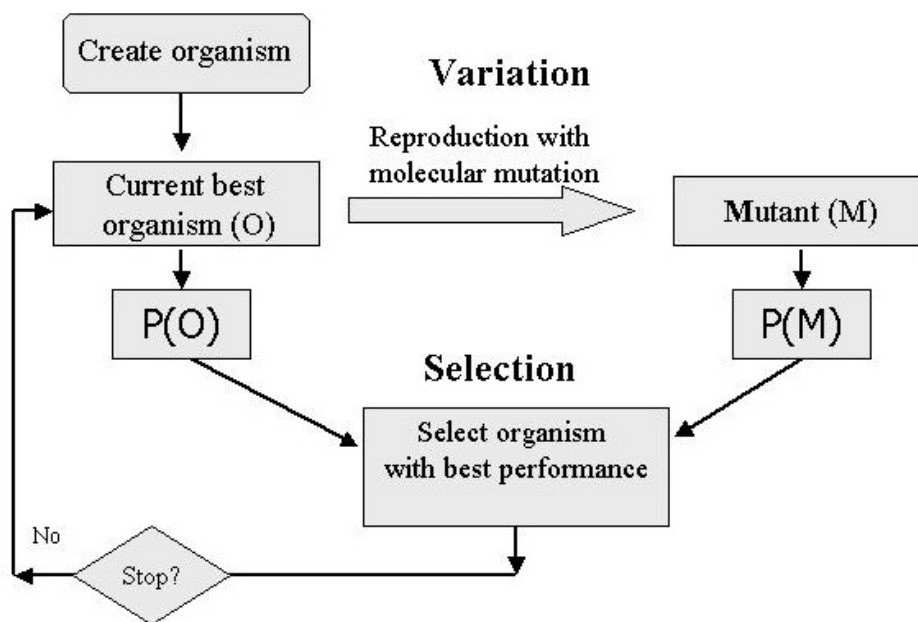 Create organism
Variation
Reproduction with
molecular mutation
Current best
organism (O)
Mutant (M)
P(O)
P(M)
Selection
Select organism
with best performance
No
Stop?